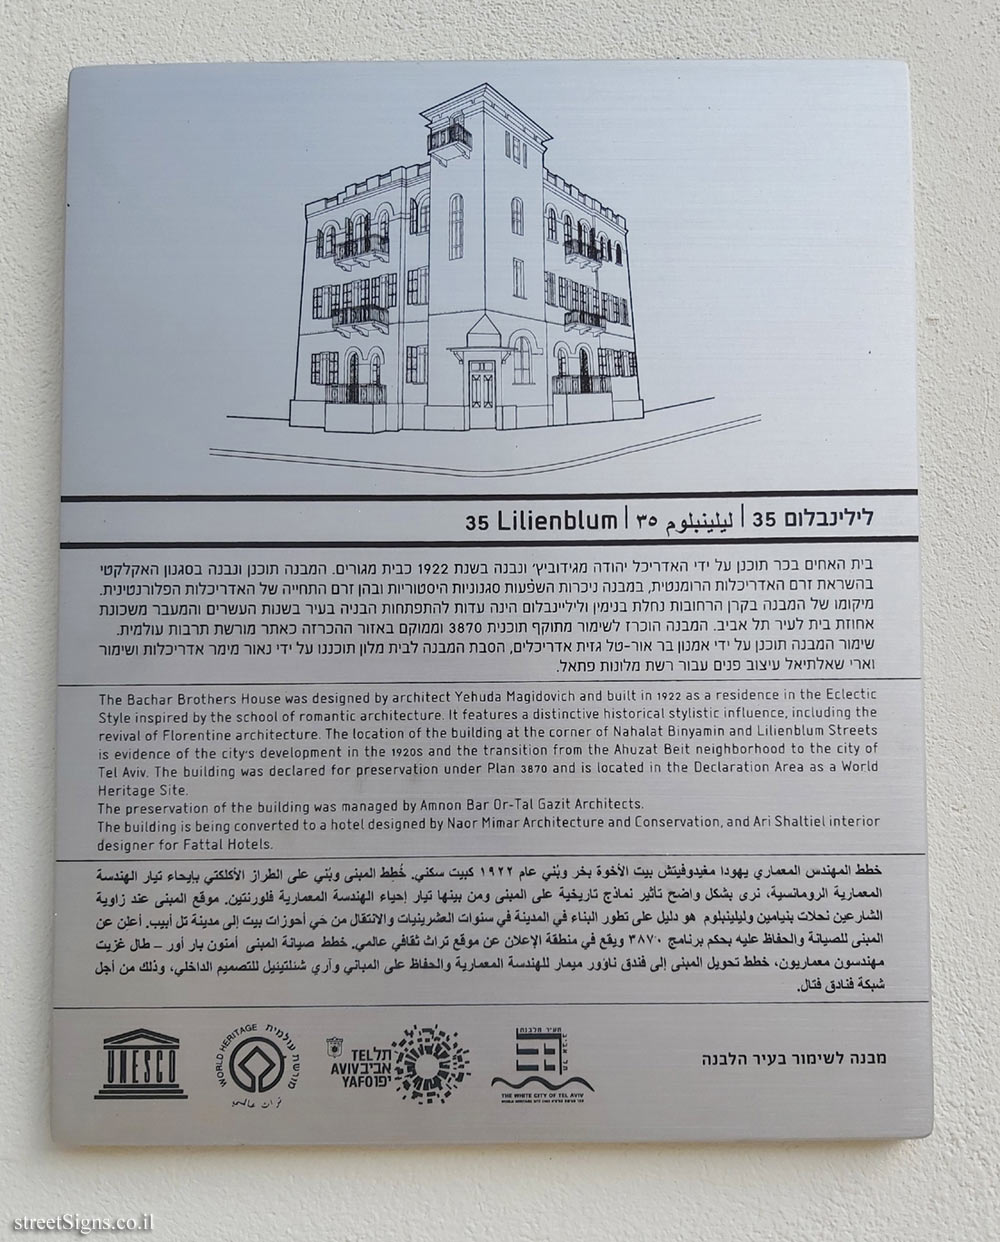 לילינבלום 35 | ليلينبلوم ٣٥ | Lilienblum 35
בית האחים בכר תוכנן על ידי האדריכל יהודה מגידוביץ' ונבנה בשנת 1922 כבית מגורים. המבנה תוכנן ונבנה בסגנון האקלקטי
בהשראת זרם האדריכלות הרומנטית, במבנה ניכרות השפעות סגנוניות היסטוריות ובהן זרם התחייה של האדריכלות הפלורנטינית.
מיקומו של המבנה בקרן הרחובות נחלת בנימין ולילינבלום הינה עדות להתפתחות הבניה בעיר בשנות העשרים והמעבר משכונת
אחוזת בית לעיר תל אביב. המבנה הוכרז לשימור מתוקף תוכנית 3870 וממוקם באזור ההכרזה כאתר מורשת תרבות עולמית.
שימור המבנה תוכנן על ידי אמנון בר אור-טל גזית אדריכלים, הסבת המבנה לבית מלון תוכננו על ידי נאור מימר אדריכלות ושימור
וארי שאלתיאל עיצוב פנים עבור רשת מלונות פתאל.
The Bachar Brothers House was designed by architect Yehuda Magidovich and built in 1922 as a residence in the Eclectic
Style inspired by the school of romantic architecture. It features a distinctive historical stylistic influence, including the
revival of Florentine architecture. The location of the building at the corner of Nahalat Binyamin and Lilienblum Streets
is evidence of the city's development in the 1920s and the transition from the Ahuzat Beit neighborhood to the city of
Tel Aviv. The building was declared for preservation under Plan 3870 and is located in the Declaration Area as a World
Heritage Site.
The preservation of the building was managed by Amnon Bar Or-Tal Gazit Architects.
The building is being converted to a hotel designed by Naor Mimar Architecture and Conservation, and Ari Shaltiel interior
designer for Fattal Hotels.
خطط المهندس المعماري يهودا مغيدوفيتش بيت الأخوة بخر وبُني عام ١٩٢٢ كبيت سكني. خُطِط المبنى وبُني على الطراز الأكلكتي بإيحاء تيار الهندسة
المعمارية الرومانسية، نرى بشكل واضح تأثير نماذج تاريخية على المبنى ومن بينها تيار إحياء الهندسة المعمارية فلورنتين. موقع المبنى عند زاوية
الشارعين نحلات بنيامين وليلينبلوم هو دليل على تطور البناء في المدينة في سنوات العشرينيات والانتقال من حي أحوزات بيت إلى مدينة تل أبيب. أعلن عن
المبنى للصيانة والحفاظ عليه بحكم برنامج ٣٨٧٠ ويقع في منطقة الإعلان عن موقع تراث ثقافي عالمي. خطط صيانة المبنى أمنون بار أور – طال غزيت
مهندسون معماريون، خطط تحويل المبنى إلى فندق ناؤور ميمار للهندسة المعمارية والحفاظ على المباني وآري شئلتيئيل للتصميم الداخلي، وذلك من أجل
شبكة فنادق فتال.
מבנה לשימור בעיר הלבנה
העיר הלבנה
תל אביב
THE WHITE CITY OF TEL AVIV
תל
אביב
יפו
TEL
AVIV
YAFO
WORLD HERITAGE מורשת עולמית
UNESCO
streetSigns.co.il